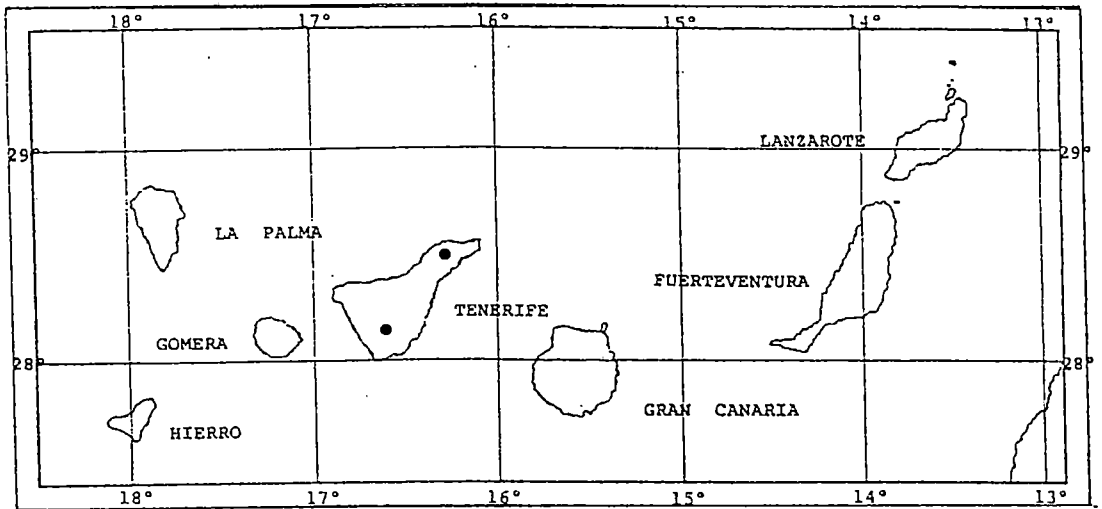 18° 17° 16° 15° 14° 13°
LANZAROTE
29° 29°
LA PALMA
FUERTEVENTURA
TENERIFE
GOMERA
28° 28°
GRAN CANARIA
HIERRO
18° 17° 16° 15° 14° 13°